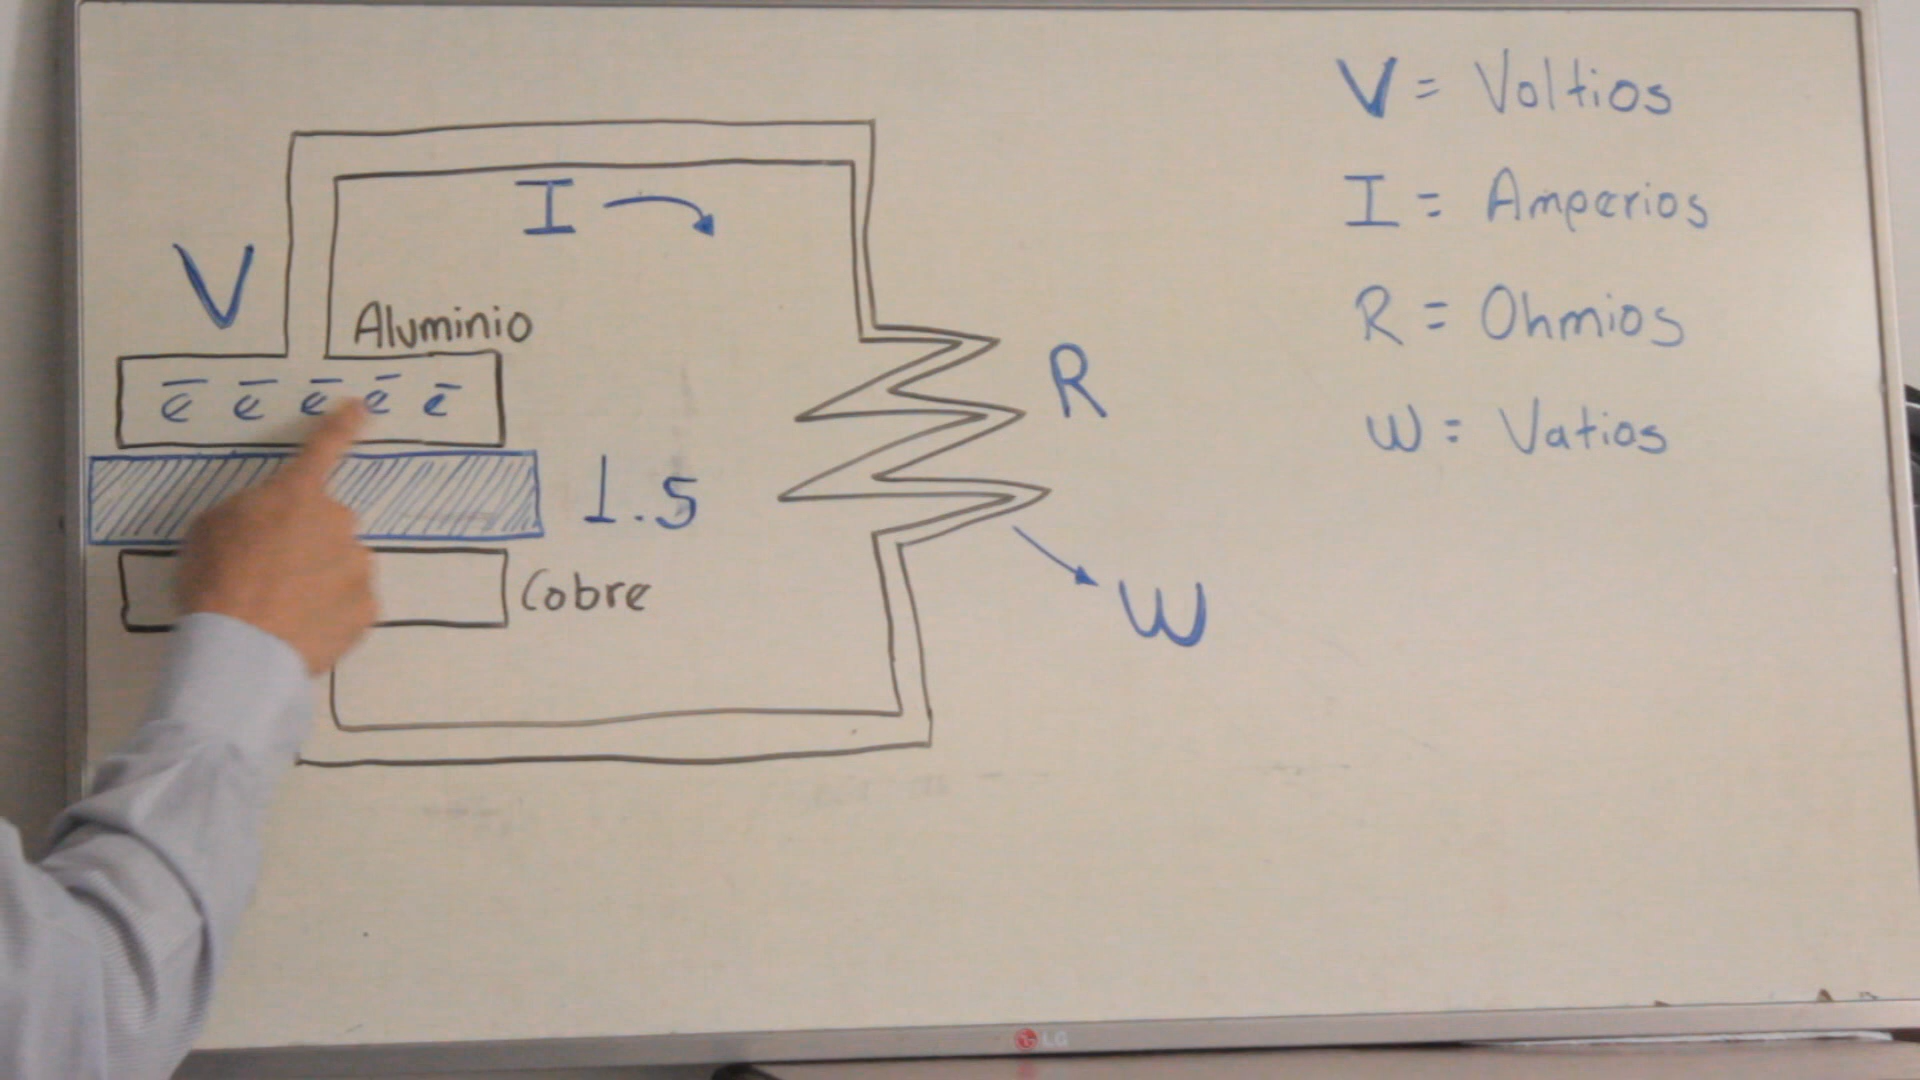 V = Voltios
I = Amperios
R = Ohmios
W = Vatios
I
V
Aluminio
e⁻ e⁻ e⁻ e⁻ e⁻
R
1.5
Cobre
W
LG